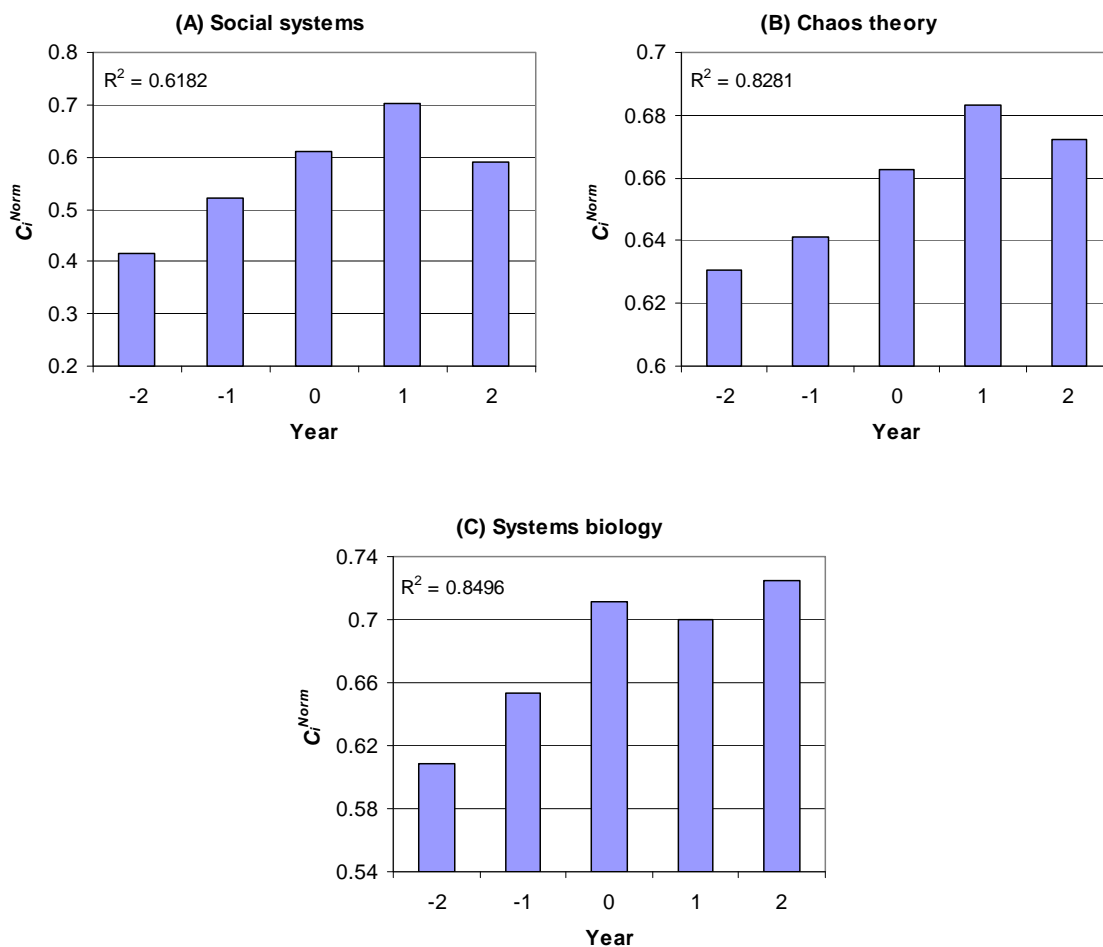 (A) Social systems
R² = 0.6182
0.8
0.7
0.6
0.5
0.4
0.3
0.2
C_i^Norm
-2 -1 0 1 2
Year
(B) Chaos theory
R² = 0.8281
0.7
0.68
0.66
0.64
0.62
0.6
C_i^Norm
-2 -1 0 1 2
Year
(C) Systems biology
R² = 0.8496
0.74
0.7
0.66
0.62
0.58
0.54
C_i^Norm
-2 -1 0 1 2
Year